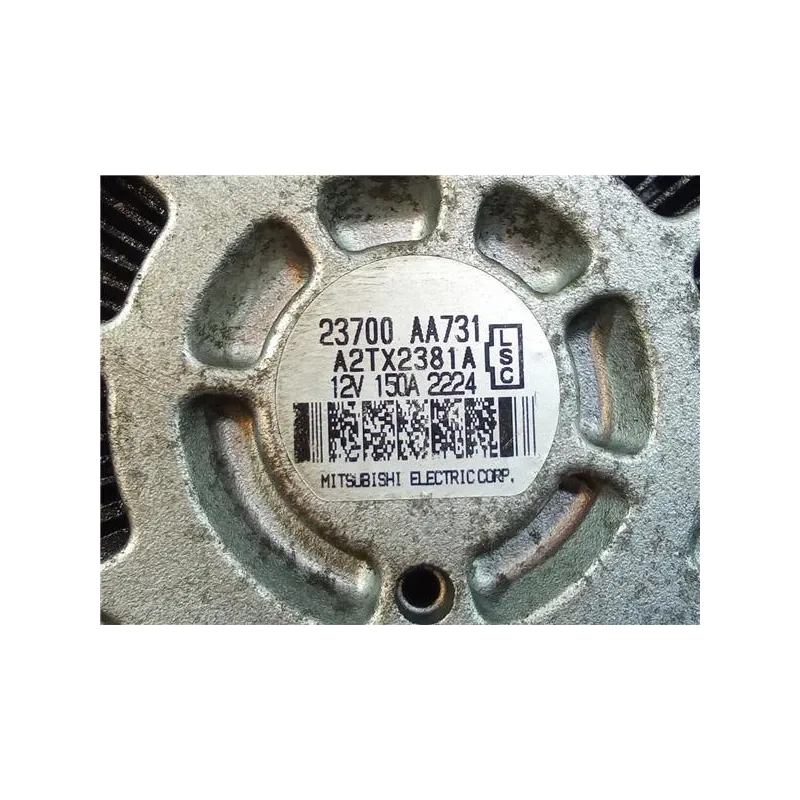 23700 AA731
A2TX2381A
12V 150A 2224
LSC
MITSUBISHI ELECTRIC CORP.